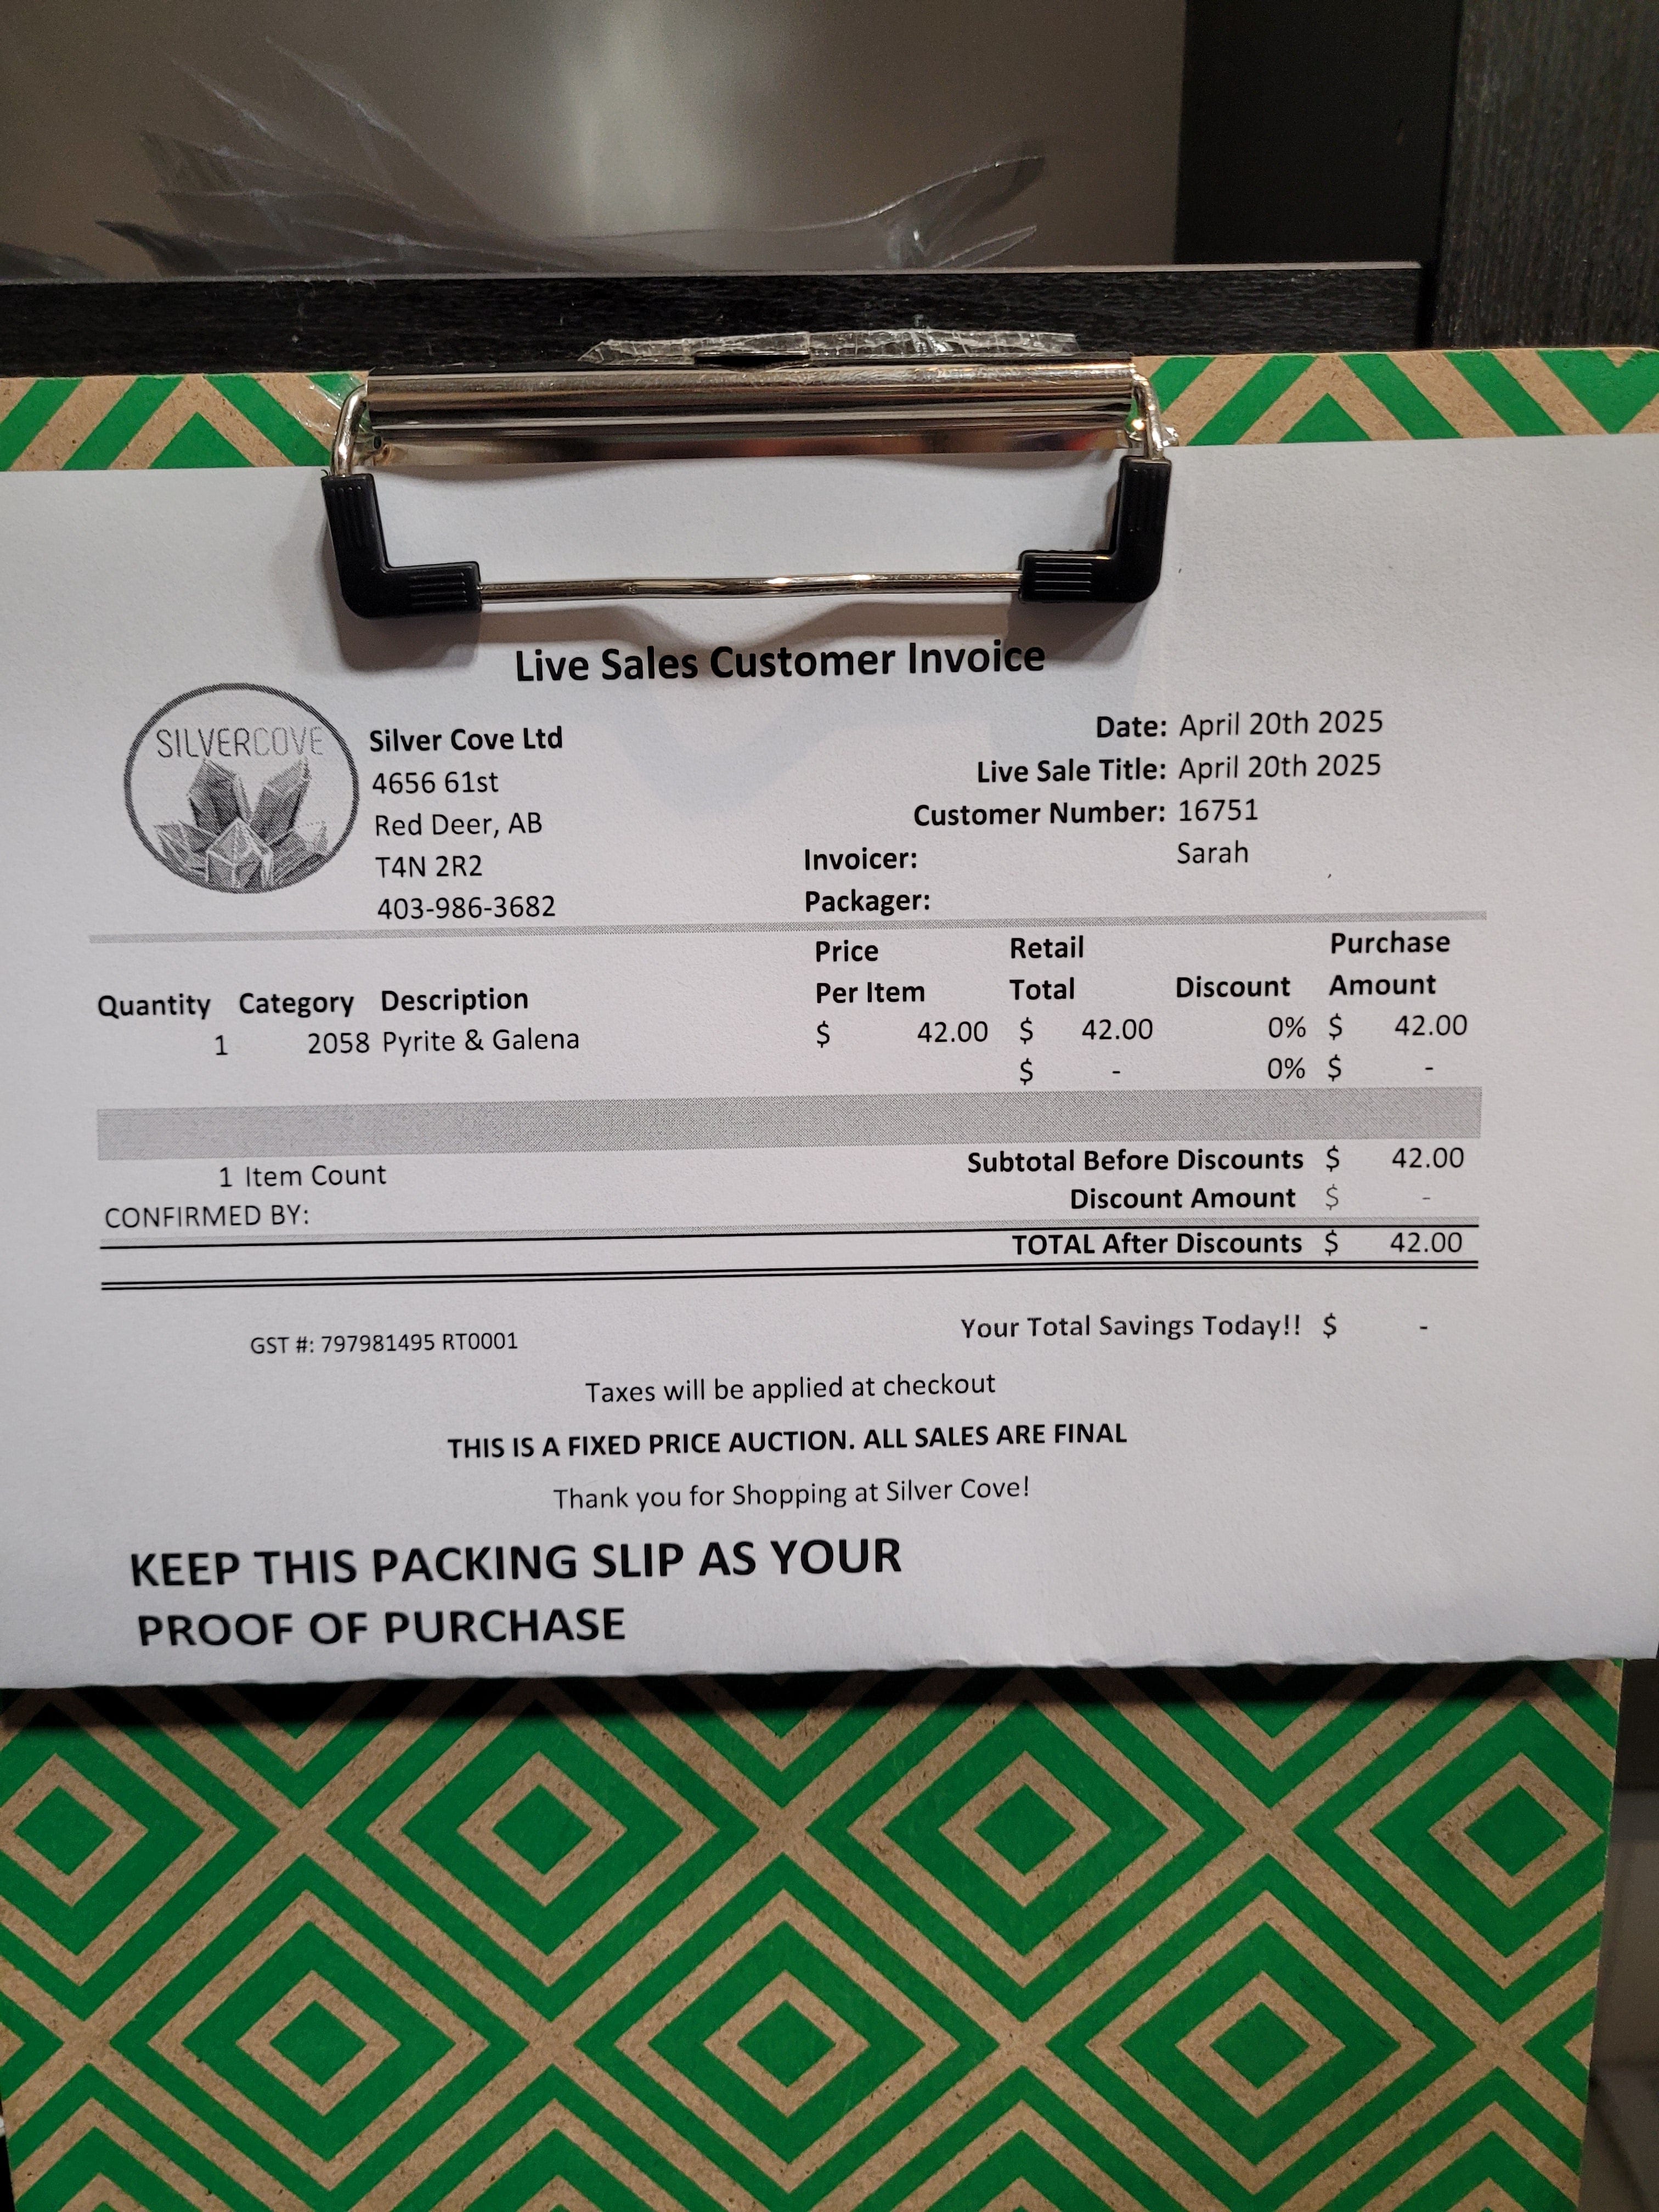 Live Sales Customer Invoice
SILVERCOVE
Silver Cove Ltd
4656 61st
Red Deer, AB
T4N 2R2
403-986-3682
Date: April 20th 2025
Live Sale Title: April 20th 2025
Customer Number: 16751
Invoicer: Sarah
Packager:
Quantity Category Description Price Per Item Retail Total Discount Purchase Amount
1 2058 Pyrite & Galena $ 42.00 $ 42.00 0% $ 42.00
$ - 0% $ -
1 Item Count
CONFIRMED BY:
Subtotal Before Discounts $ 42.00
Discount Amount $ -
TOTAL After Discounts $ 42.00
GST #: 797981495 RT0001
Your Total Savings Today!! $ -
Taxes will be applied at checkout
THIS IS A FIXED PRICE AUCTION. ALL SALES ARE FINAL
Thank you for Shopping at Silver Cove!
KEEP THIS PACKING SLIP AS YOUR
PROOF OF PURCHASE